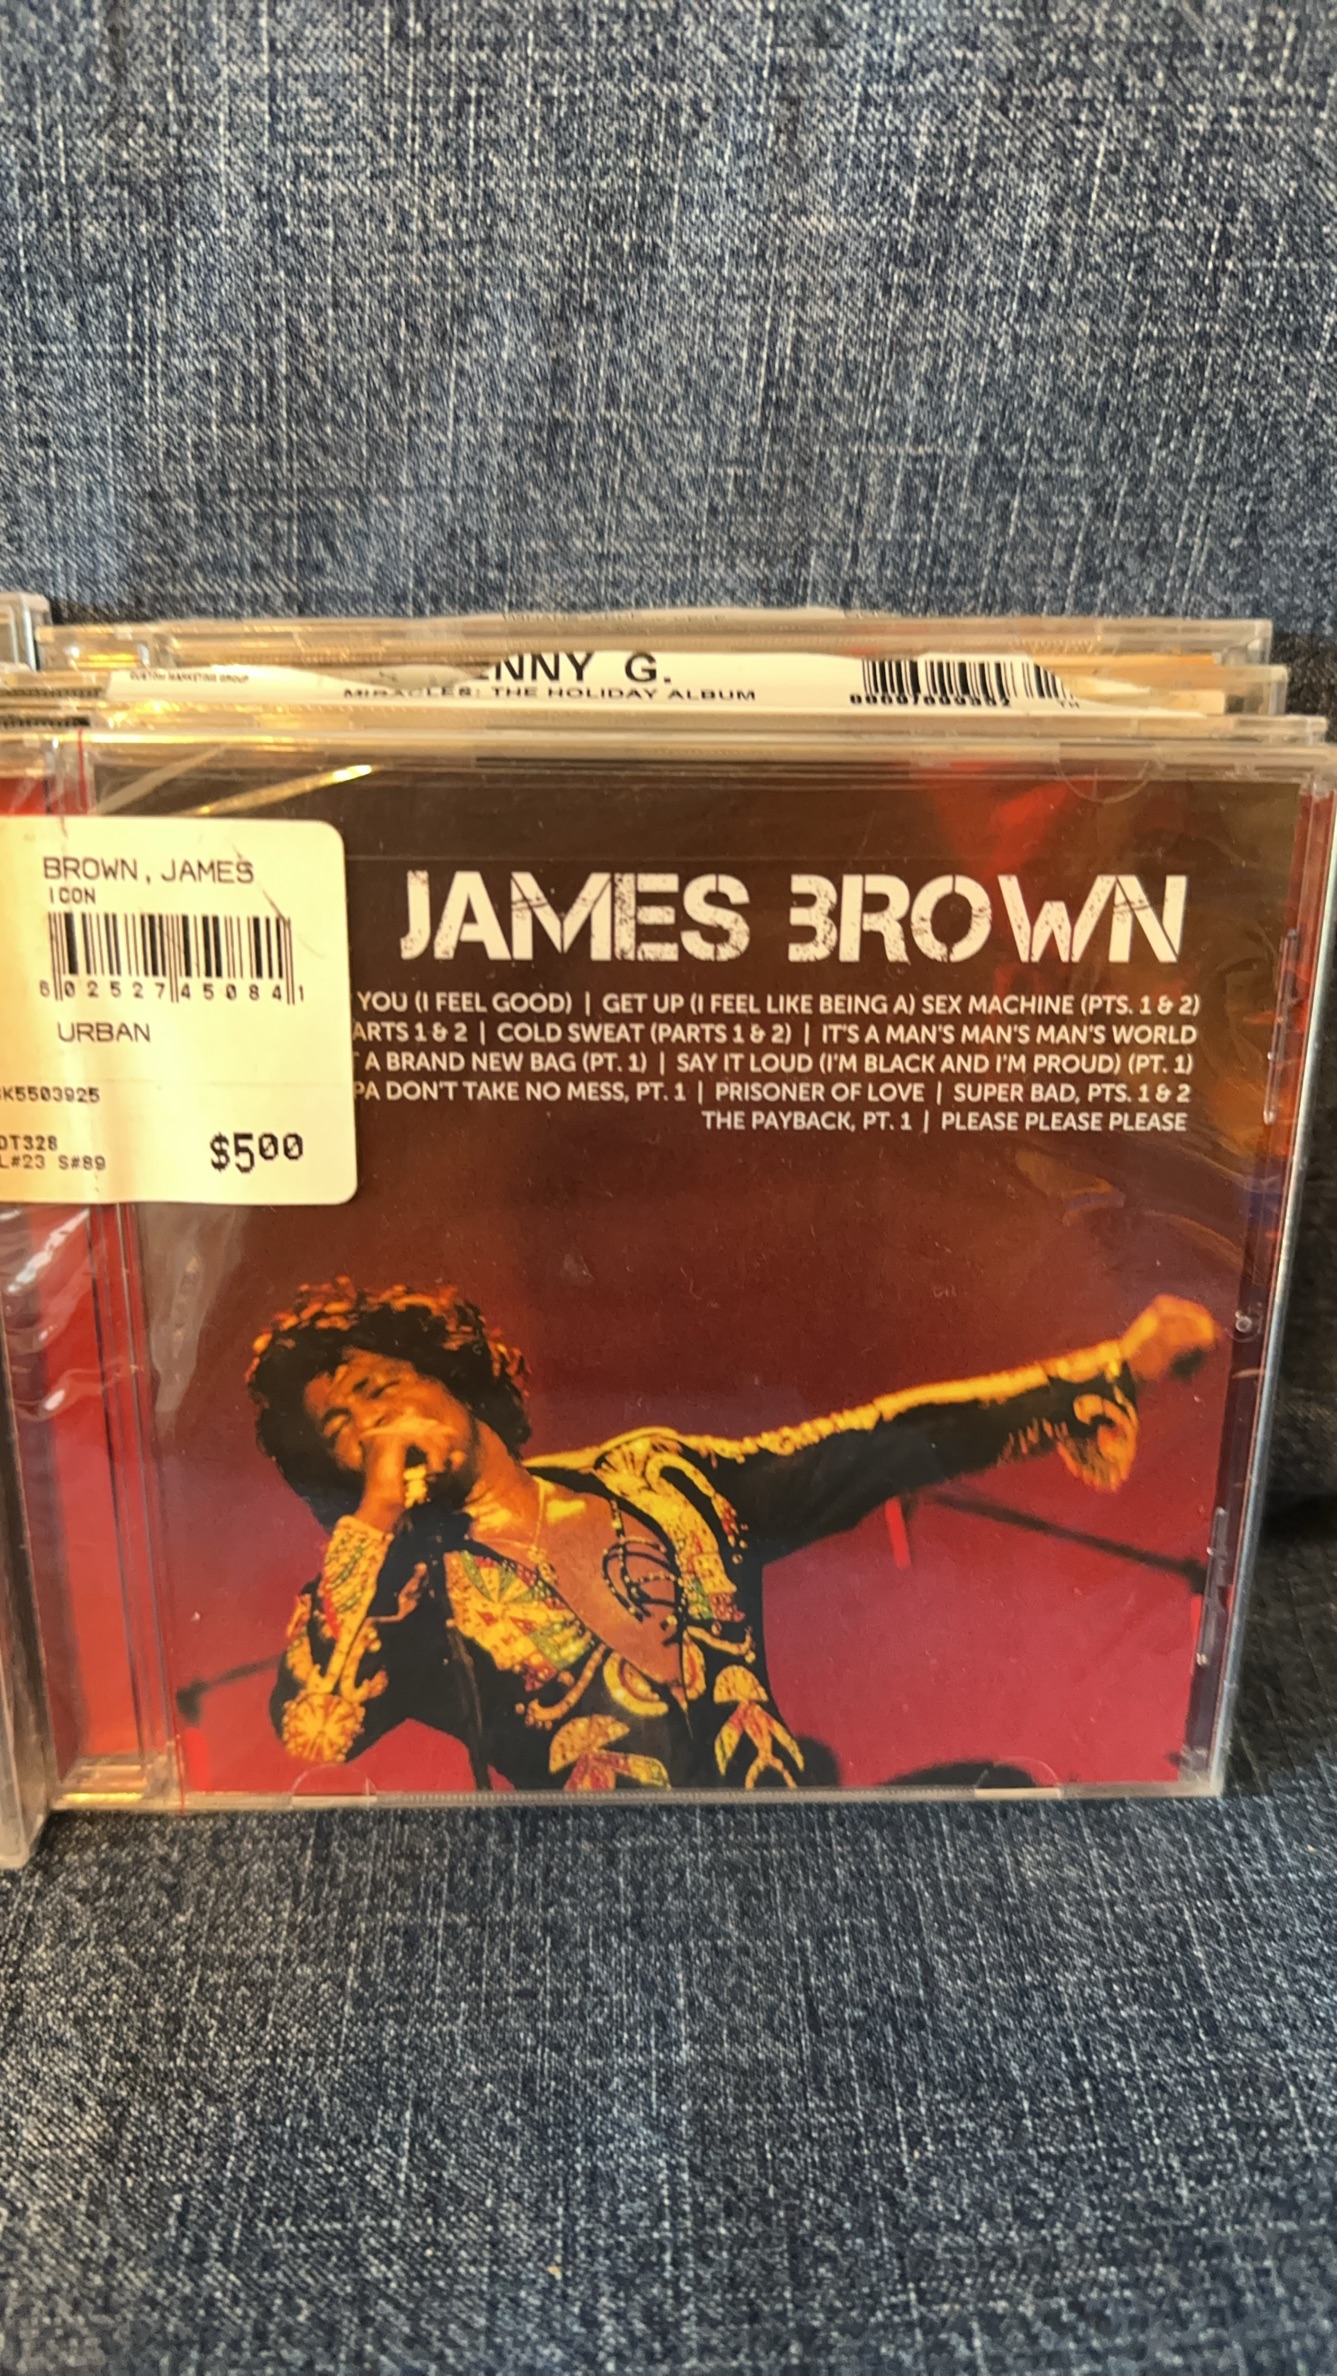 NNY G.
MIRACLES: THE HOLIDAY ALBUM
CUSTOM MARKETING GROUP
TH
BROWN, JAMES
ICON
6 02527 45084 1
URBAN
K5503925
DT328
L#23 S#89
$500
JAMES BROWN
YOU (I FEEL GOOD) | GET UP (I FEEL LIKE BEING A) SEX MACHINE (PTS. 1 & 2)
ARTS 1 & 2 | COLD SWEAT (PARTS 1 & 2) | IT'S A MAN'S MAN'S MAN'S WORLD
A BRAND NEW BAG (PT. 1) | SAY IT LOUD (I'M BLACK AND I'M PROUD) (PT. 1)
PA DON'T TAKE NO MESS, PT. 1 | PRISONER OF LOVE | SUPER BAD, PTS. 1 & 2
THE PAYBACK, PT. 1 | PLEASE PLEASE PLEASE